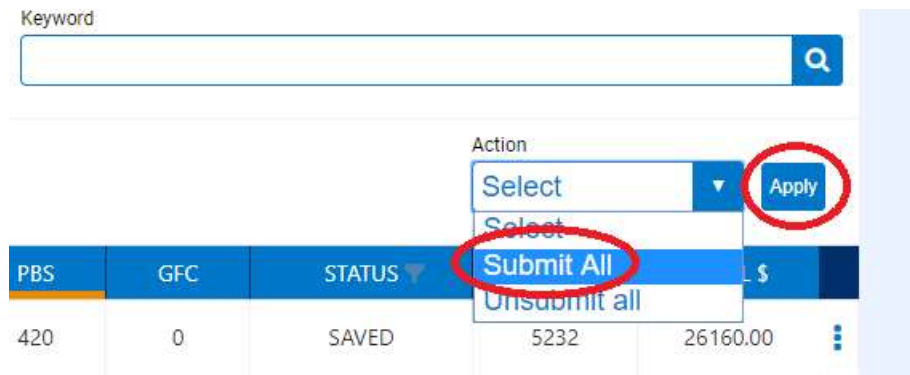 Keyword
Action
Select Apply
Select
Submit All
Unsubmit all
PBS GFC STATUS L $
420 0 SAVED 5232 26160.00